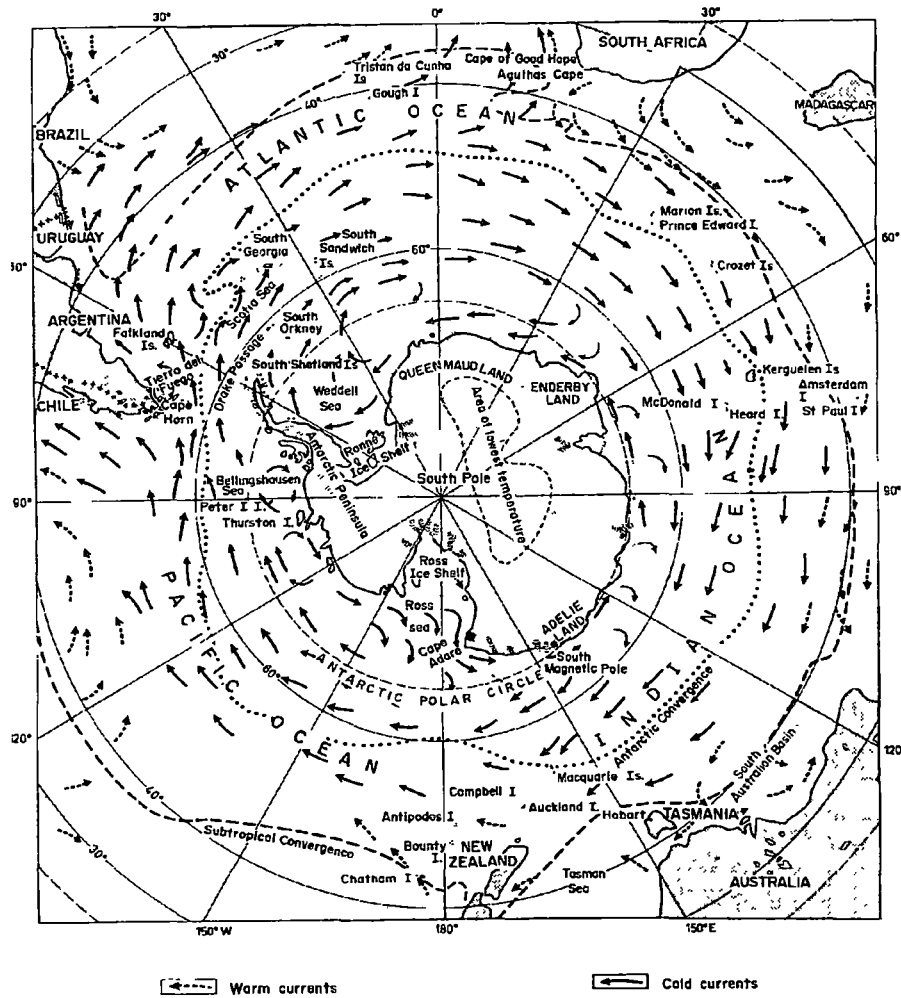 30°
0°
30°
30°
SOUTH AFRICA
Tristan da Cunha
Is
Cape of Good Hope
Agulhas Cape
Gough I
40°
MADAGASCAR
BRAZIL
ATLANTIC OCEAN
URUGUAY
Marion Is.
Prince Edward I
South
Georgia
South
Sandwich
Is.
60°
60°
Crozet Is
Scotia Sea
ARGENTINA
Falkland
Is.
South
Orkney
Drake Passage
South Shetland Is
QUEEN MAUD LAND
ENDERBY
LAND
Kerguelen Is
Amsterdam
I
St Paul I
Tierra del
Fuego
Weddell
Sea
Area of lowest temperature
McDonald I
Heard I
CHILE
Cape
Horn
Antarctic Peninsula
Ronne
Ice Shelf
South Pole
Bellingshausen
Sea
90°
90°
Peter I I.
Thurston I.
Ross
Ice Shelf
Ross
sea
Cape
Adare
ADELIE
LAND
South
Magnetic Pole
PACIFIC OCEAN
INDIAN OCEAN
ANTARCTIC POLAR CIRCLE
60°
Antarctic Convergence
120°
120
40°
Macquarie Is.
South
Australian Basin
Campbell I
Auckland I.
Antipodos I
Hobart
TASMANIA
Subtropical Convergence
Bounty
I.
NEW
ZEALAND
Chatham I
Tasman
Sea
AUSTRALIA
30°
150°W
180°
150°E
Warm currents
Cold currents